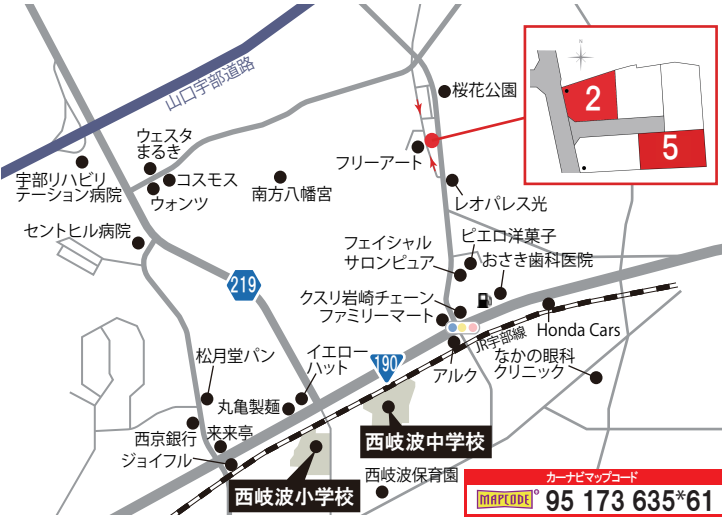 山口宇部道路
桜花公園
N
2
5
ウェスタ
まるき
フリーアート
コスモス
宇部リハビリ
テーション病院
ウォンツ
南方八幡宮
レオパレス光
セントヒル病院
フェイシャル
サロンピュア
ピエロ洋菓子
おさき歯科医院
219
クスリ岩崎チェーン
ファミリーマート
Honda Cars
JR宇部線
松月堂パン
イエロー
ハット
190
アルク
なかの眼科
クリニック
丸亀製麺
西京銀行
来来亭
ジョイフル
西岐波中学校
西岐波小学校
西岐波保育園
カーナビマップコード
MAPCODE® 95 173 635*61